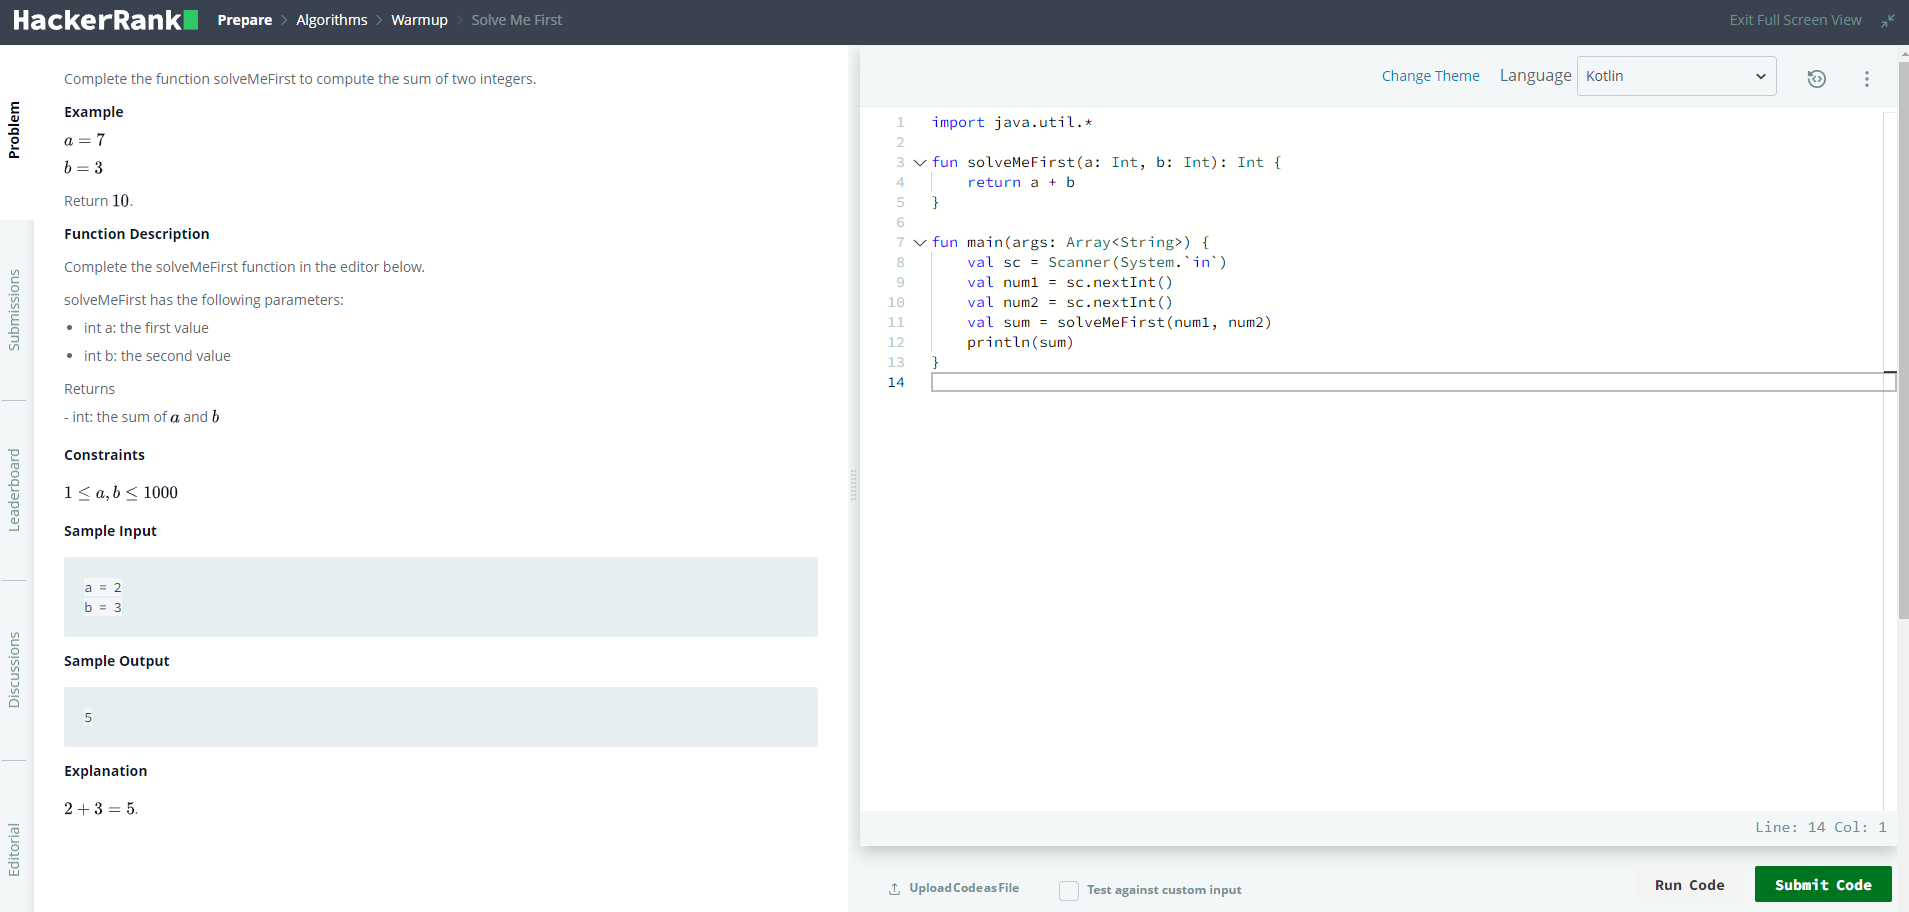 HackerRank Prepare > Algorithms > Warmup > Solve Me First Exit Full Screen View
Problem
Submissions
Leaderboard
Discussions
Editorial
Complete the function solveMeFirst to compute the sum of two integers.
Example
a = 7
b = 3
Return 10.
Function Description
Complete the solveMeFirst function in the editor below.
solveMeFirst has the following parameters:
• int a: the first value
• int b: the second value
Returns
- int: the sum of a and b
Constraints
1 ≤ a, b ≤ 1000
Sample Input
a = 2
b = 3
Sample Output
5
Explanation
2 + 3 = 5.
Change Theme Language Kotlin
1 import java.util.*
2
3 fun solveMeFirst(a: Int, b: Int): Int {
4     return a + b
5 }
6
7 fun main(args: Array<String>) {
8     val sc = Scanner(System.`in`)
9     val num1 = sc.nextInt()
10     val num2 = sc.nextInt()
11     val sum = solveMeFirst(num1, num2)
12     println(sum)
13 }
14
Line: 14 Col: 1
Upload Code as File Test against custom input Run Code Submit Code